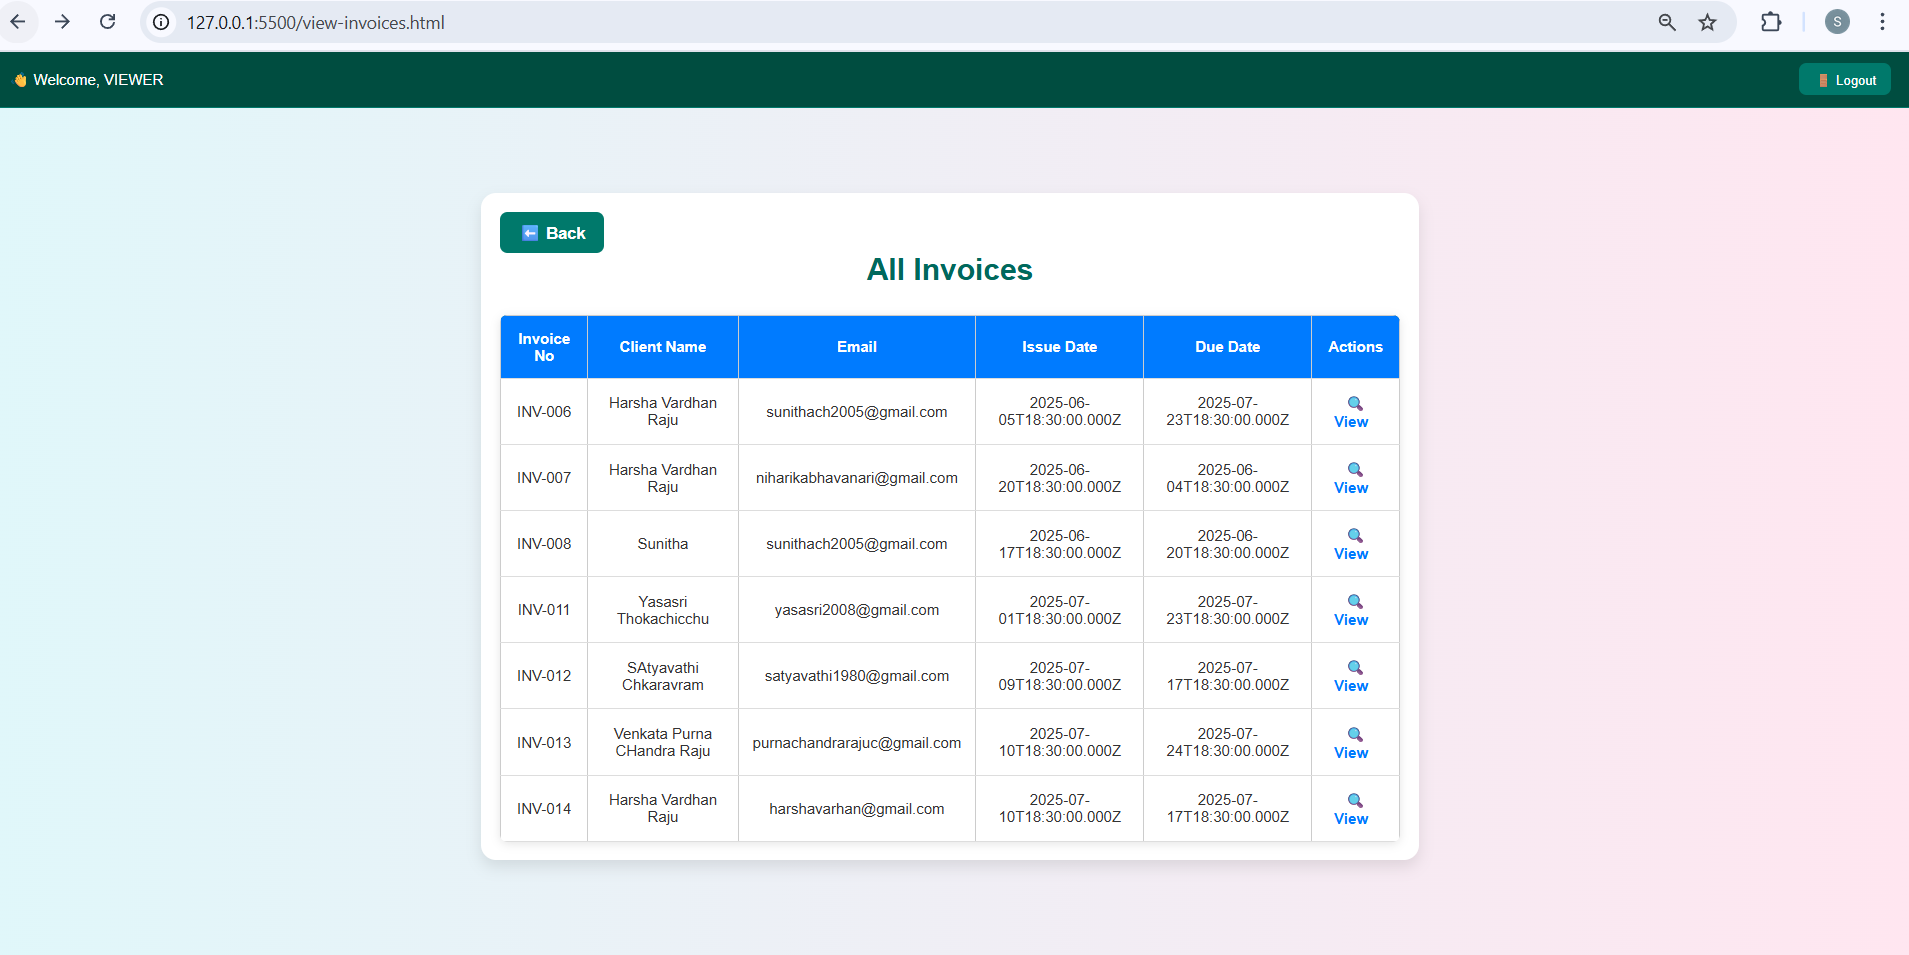 127.0.0.1:5500/view-invoices.html
S
👋 Welcome, VIEWER
🚪 Logout
⬅️ Back
All Invoices
Invoice No Client Name Email Issue Date Due Date Actions
INV-006 Harsha Vardhan Raju sunithach2005@gmail.com 2025-06-05T18:30:00.000Z 2025-07-23T18:30:00.000Z 🔍 View
INV-007 Harsha Vardhan Raju niharikabhavanari@gmail.com 2025-06-20T18:30:00.000Z 2025-06-04T18:30:00.000Z 🔍 View
INV-008 Sunitha sunithach2005@gmail.com 2025-06-17T18:30:00.000Z 2025-06-20T18:30:00.000Z 🔍 View
INV-011 Yasasri Thokachicchu yasasri2008@gmail.com 2025-07-01T18:30:00.000Z 2025-07-23T18:30:00.000Z 🔍 View
INV-012 SAtyavathi Chkaravram satyavathi1980@gmail.com 2025-07-09T18:30:00.000Z 2025-07-17T18:30:00.000Z 🔍 View
INV-013 Venkata Purna CHandra Raju purnachandrarajuc@gmail.com 2025-07-10T18:30:00.000Z 2025-07-24T18:30:00.000Z 🔍 View
INV-014 Harsha Vardhan Raju harshavarhan@gmail.com 2025-07-10T18:30:00.000Z 2025-07-17T18:30:00.000Z 🔍 View